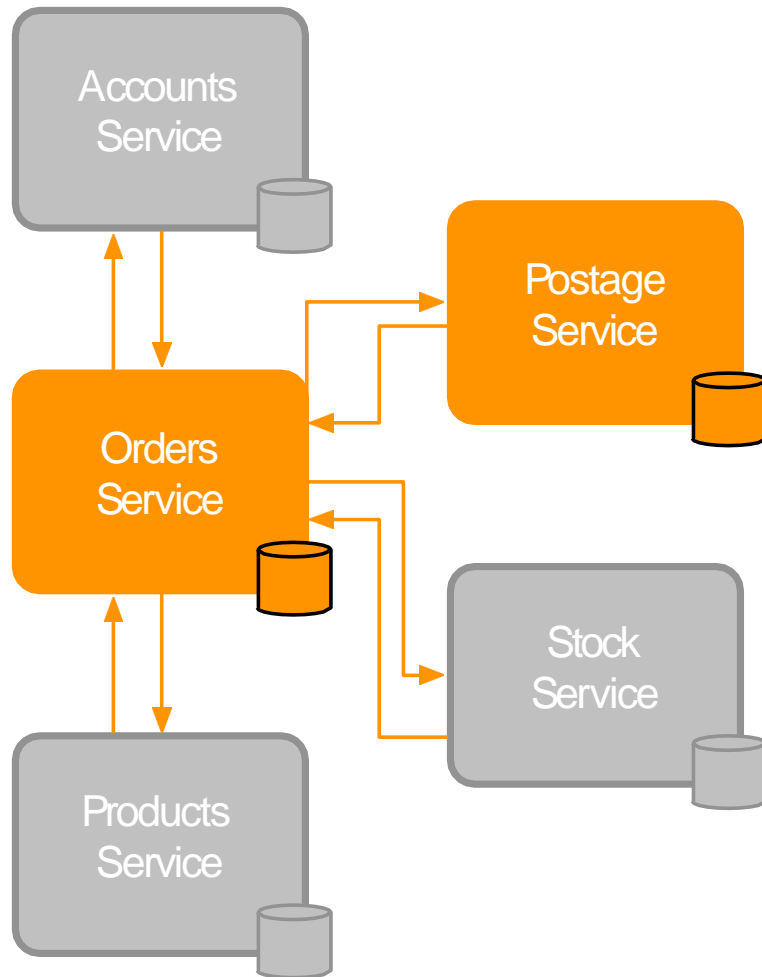 Accounts
Service
Postage
Service
Orders
Service
Stock
Service
Products
Service